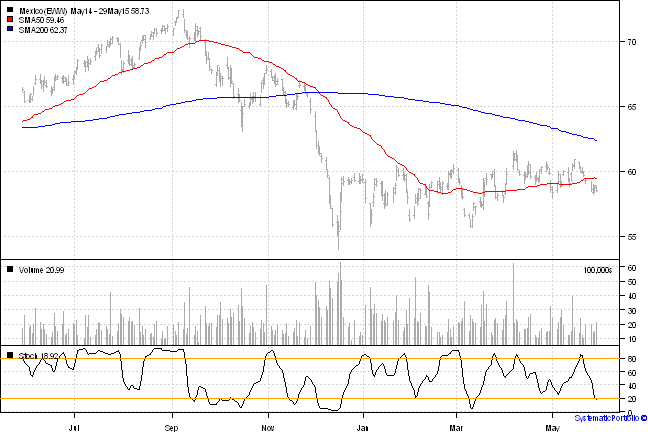 Mexico(EWW) May14 - 29May15 58.73
SMA50 59.46
SMA200 62.37
70
65
60
55
Volume 20.99
100,000s
60
50
40
30
20
10
Stoch 18.92
80
60
40
20
0
Jul Sep Nov Jan Mar May
SystematicPortfolio ©